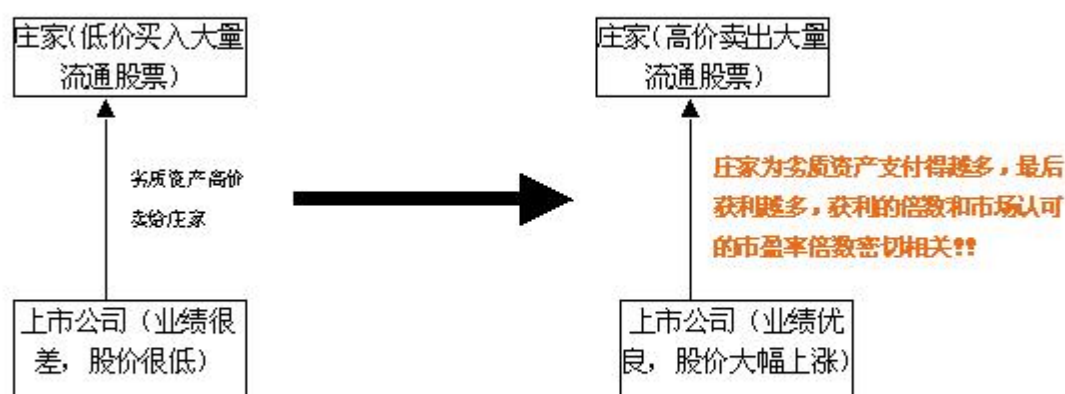 庄家(低价买入大量
流通股票)
庄家(高价卖出大量
流通股票)
劣质资产高价
卖给庄家
庄家为劣质资产支付得越多，最后
获利越多，获利的倍数和市场认可
的市盈率倍数密切相关!!
上市公司（业绩很
差，股价很低)
上市公司（业绩优
良，股价大幅上涨)